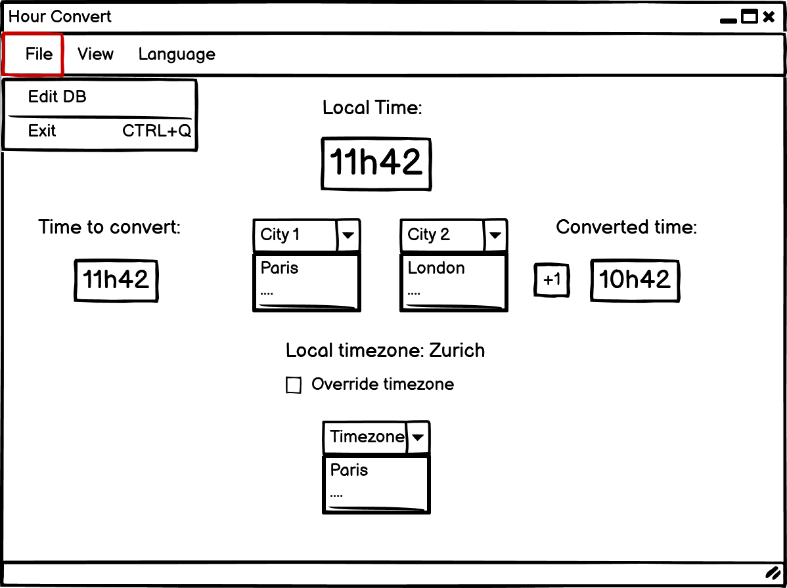 Hour Convert
File View Language
Edit DB
Exit CTRL+Q
Local Time:
11h42
Time to convert:
City 1
City 2
Converted time:
11h42
Paris
....
London
....
+1
10h42
Local timezone: Zurich
Override timezone
Timezone
Paris
....